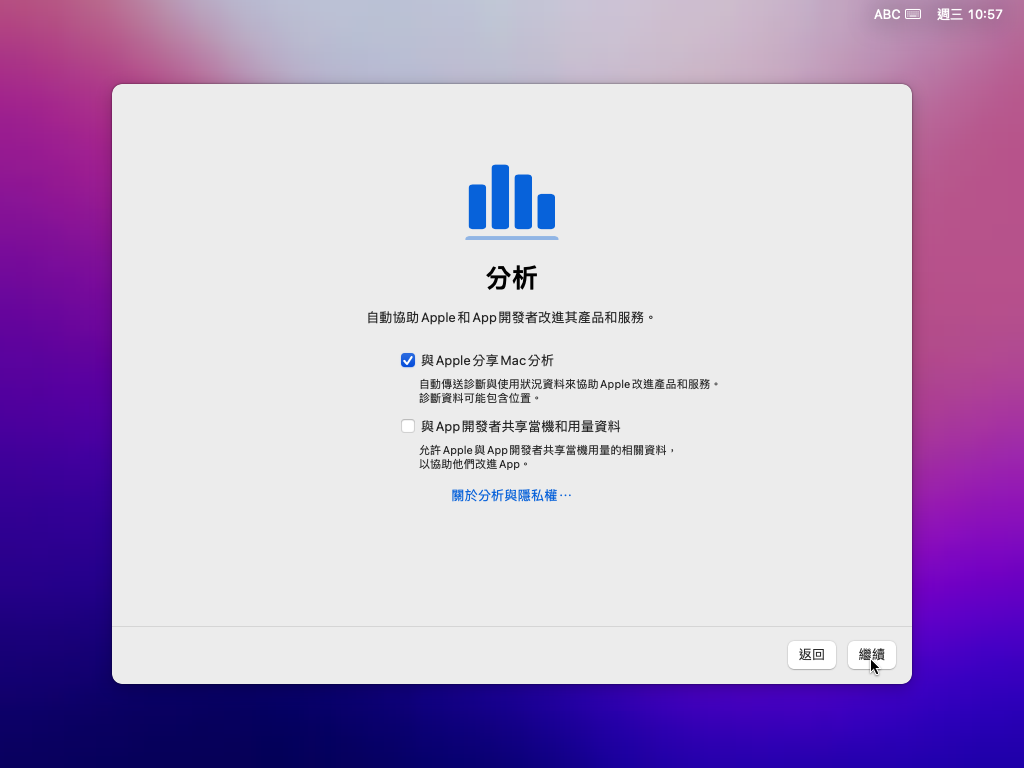 ABC 週三 10:57
分析
自動協助 Apple 和 App 開發者改進其產品和服務。
與 Apple 分享 Mac 分析
自動傳送診斷與使用狀況資料來協助 Apple 改進產品和服務。
診斷資料可能包含位置。
與 App 開發者共享當機和用量資料
允許 Apple 與 App 開發者共享當機用量的相關資料，
以協助他們改進 App。
關於分析與隱私權⋯
返回 繼續